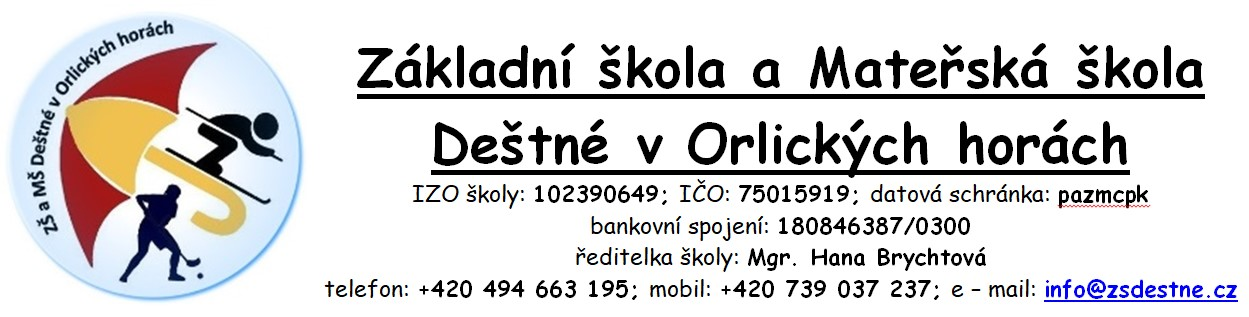 ZŠ a MŠ Deštné v Orlických horách
Základní škola a Mateřská škola
Deštné v Orlických horách
IZO školy: 102390649; IČO: 75015919; datová schránka: pazmcpk
bankovní spojení: 180846387/0300
ředitelka školy: Mgr. Hana Brychtová
telefon: +420 494 663 195; mobil: +420 739 037 237; e – mail: info@zsdestne.cz